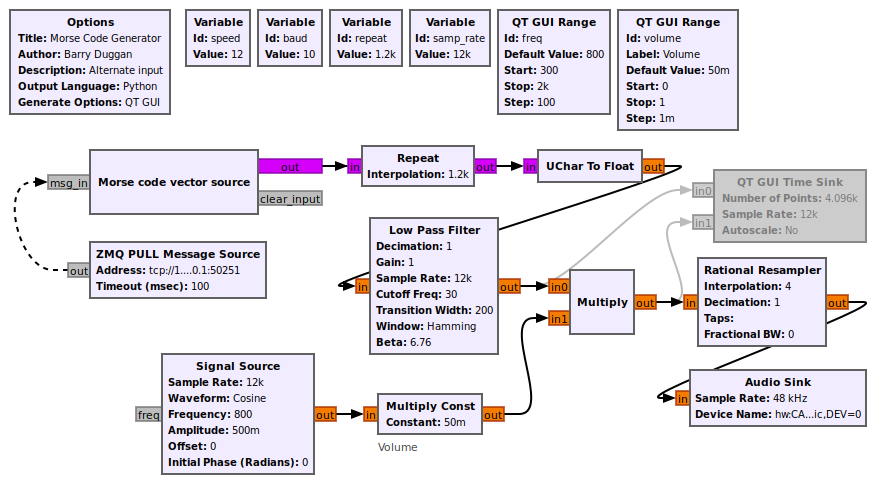 Options
Title: Morse Code Generator
Author: Barry Duggan
Description: Alternate input
Output Language: Python
Generate Options: QT GUI
Variable
Id: speed
Value: 12
Variable
Id: baud
Value: 10
Variable
Id: repeat
Value: 1.2k
Variable
Id: samp_rate
Value: 12k
QT GUI Range
Id: freq
Default Value: 800
Start: 300
Stop: 2k
Step: 100
QT GUI Range
Id: volume
Label: Volume
Default Value: 50m
Start: 0
Stop: 1
Step: 1m
msg_in
Morse code vector source
out
clear_input
in
Repeat
Interpolation: 1.2k
out
in
UChar To Float
out
in0
in1
QT GUI Time Sink
Number of Points: 4.096k
Sample Rate: 12k
Autoscale: No
out
ZMQ PULL Message Source
Address: tcp://1....0.1:50251
Timeout (msec): 100
in
Low Pass Filter
Decimation: 1
Gain: 1
Sample Rate: 12k
Cutoff Freq: 30
Transition Width: 200
Window: Hamming
Beta: 6.76
out
in0
in1
Multiply
out
in
Rational Resampler
Interpolation: 4
Decimation: 1
Taps:
Fractional BW: 0
out
freq
Signal Source
Sample Rate: 12k
Waveform: Cosine
Frequency: 800
Amplitude: 500m
Offset: 0
Initial Phase (Radians): 0
out
in
Multiply Const
Constant: 50m
out
Volume
in
Audio Sink
Sample Rate: 48 kHz
Device Name: hw:CA...ic,DEV=0